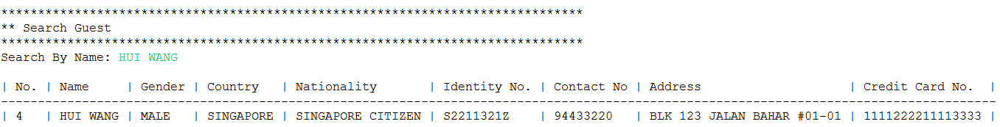 *******************************************************************************
** Search Guest
*******************************************************************************
Search By Name: HUI WANG
| No. | Name     | Gender | Country   | Nationality       | Identity No. | Contact No | Address                    | Credit Card No.  |
---------------------------------------------------------------------------------------------------------------------------------------
| 4   | HUI WANG | MALE   | SINGAPORE | SINGAPORE CITIZEN | S2211321Z    | 94433220   | BLK 123 JALAN BAHAR #01-01 | 1111222211113333 |